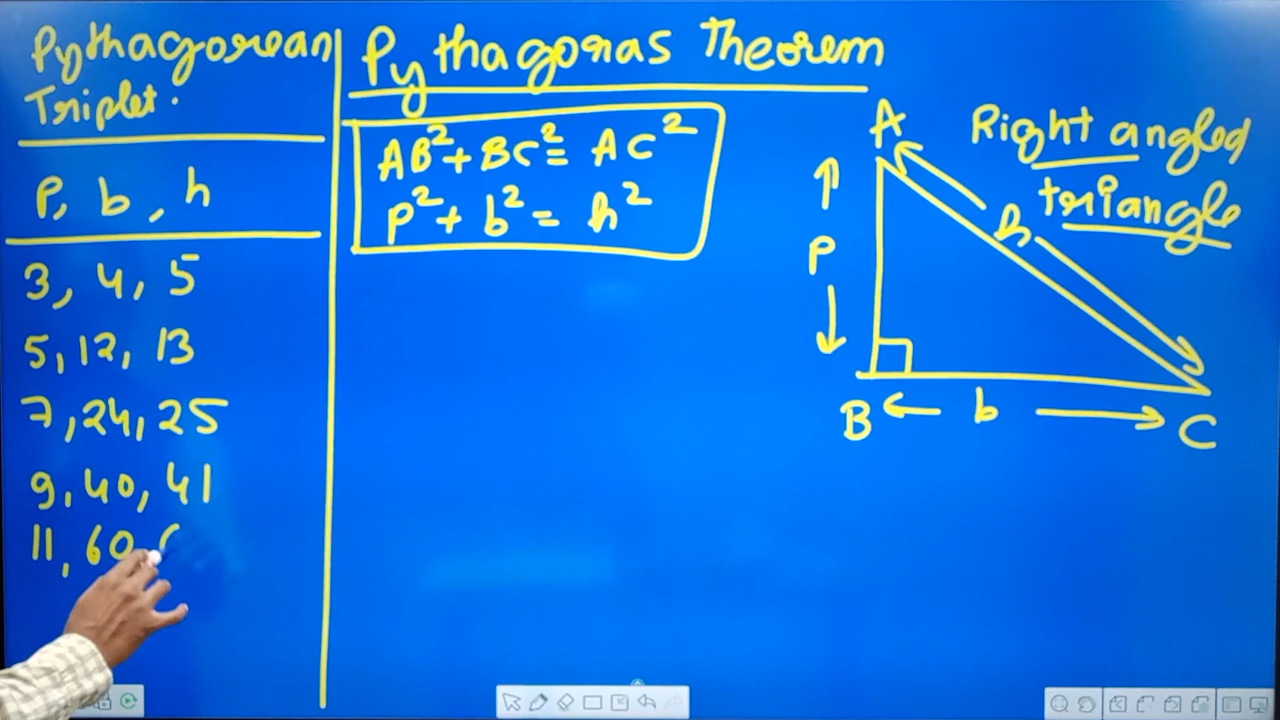 Pythagorean
Triplet.
P, b, h
3, 4, 5
5, 12, 13
7, 24, 25
9, 40, 41
11, 60,
Pythagoras Theorem
AB² + BC² = AC²
P² + b² = h²
Right angled
triangle
A
h
P
B
b
C